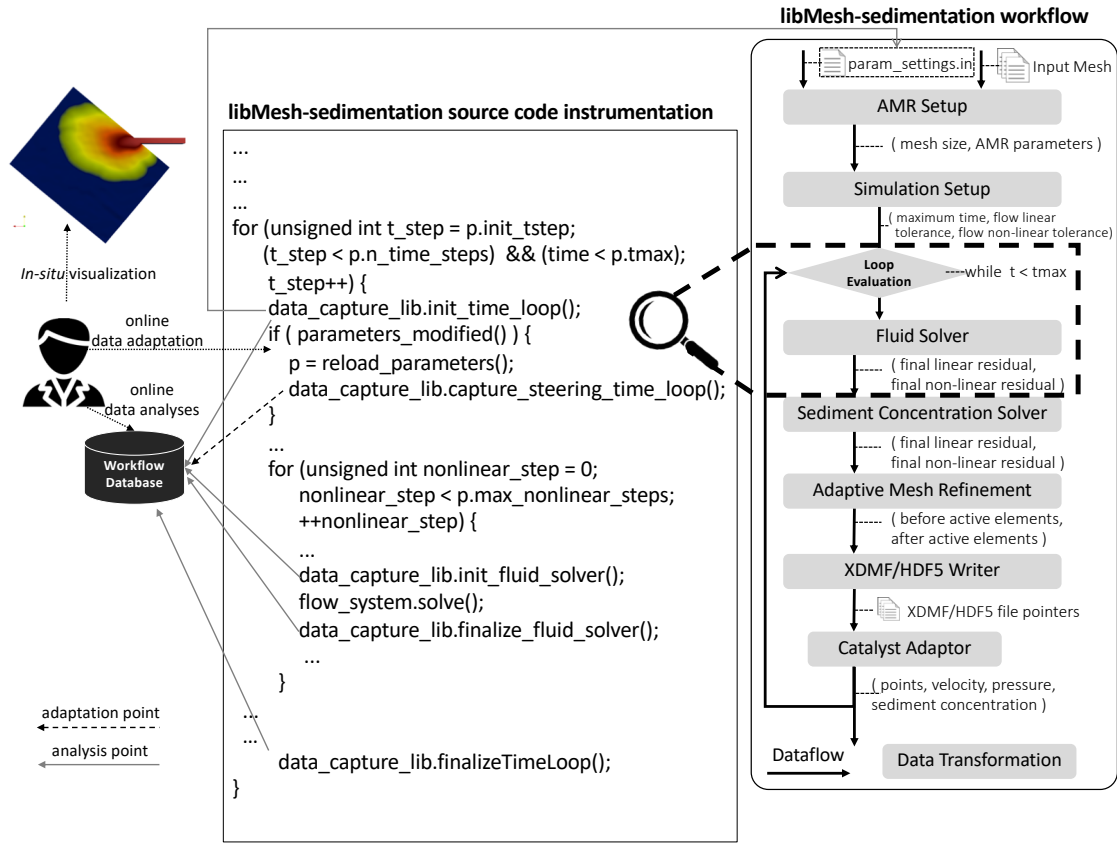 libMesh-sedimentation workflow
param_settings.in
Input Mesh
AMR Setup
( mesh size, AMR parameters )
Simulation Setup
( maximum time, flow linear
tolerance, flow non-linear tolerance)
Loop
Evaluation
while t < tmax
Fluid Solver
( final linear residual,
final non-linear residual )
Sediment Concentration Solver
( final linear residual,
final non-linear residual )
Adaptive Mesh Refinement
( before active elements,
after active elements )
XDMF/HDF5 Writer
XDMF/HDF5 file pointers
Catalyst Adaptor
( points, velocity, pressure,
sediment concentration )
Dataflow
Data Transformation
libMesh-sedimentation source code instrumentation
...
...
...
for (unsigned int t_step = p.init_tstep;
(t_step < p.n_time_steps) && (time < p.tmax);
t_step++) {
data_capture_lib.init_time_loop();
if ( parameters_modified() ) {
p = reload_parameters();
data_capture_lib.capture_steering_time_loop();
}
...
for (unsigned int nonlinear_step = 0;
nonlinear_step < p.max_nonlinear_steps;
++nonlinear_step) {
...
data_capture_lib.init_fluid_solver();
flow_system.solve();
data_capture_lib.finalize_fluid_solver();
...
}
...
...
data_capture_lib.finalizeTimeLoop();
}
In-situ visualization
online
data adaptation
online
data analyses
Workflow
Database
adaptation point
analysis point